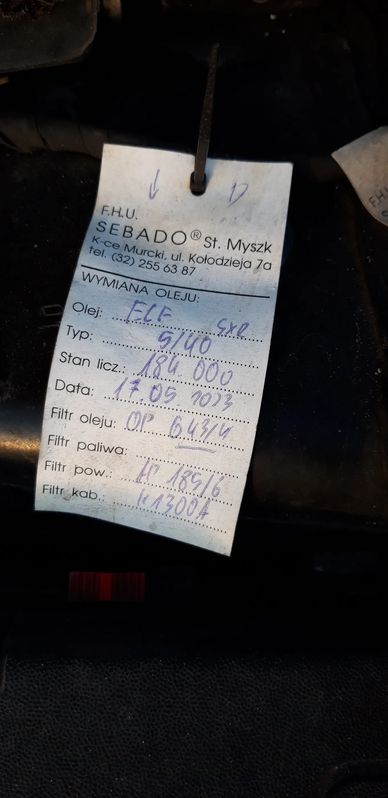 F.H.U.
SEBADO® St. Myszk
K-ce Murcki, ul. Kołodzieja 7a
tel. (32) 255 63 87
WYMIANA OLEJU:
Olej: ELF SXR
Typ: 5/40
Stan licz.: 184 000
Data: 17.05 2023
Filtr oleju: OP 643/4
Filtr paliwa:
Filtr pow.: AP 185/6
Filtr kab.: K1300A